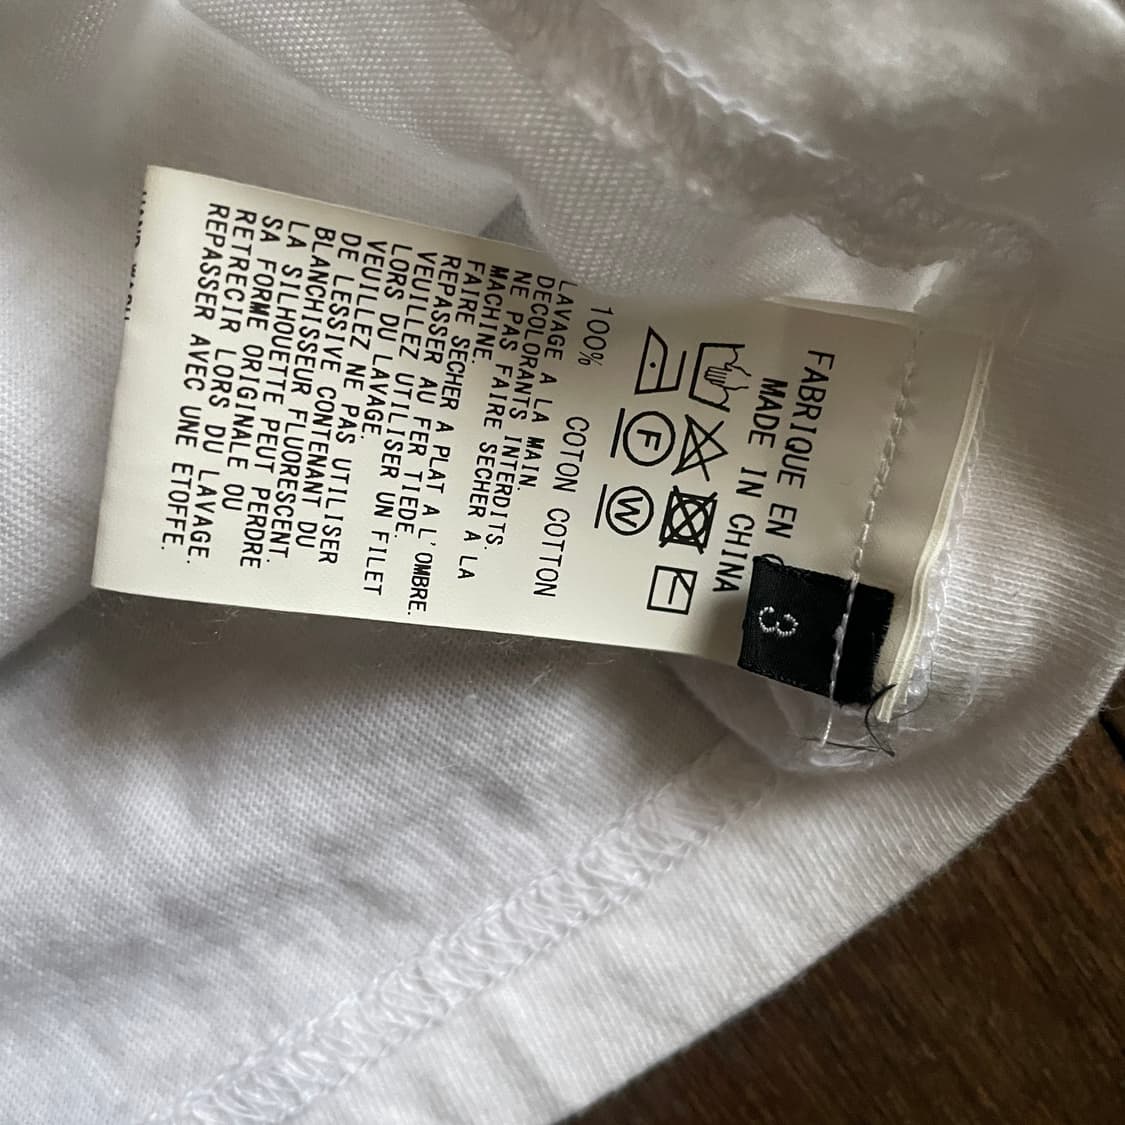 FABRIQUE EN
MADE IN CHINA
3
F W
100% COTON COTTON
LAVAGE A LA MAIN.
DECOLORANTS INTERDITS.
NE PAS FAIRE SECHER A LA
MACHINE.
FAIRE SECHER A PLAT A L'OMBRE.
REPASSER AU FER TIEDE.
VEUILLEZ UTILISER UN FILET
LORS DU LAVAGE.
VEUILLEZ NE PAS UTILISER
DE LESSIVE CONTENANT DU
BLANCHISSEUR FLUORESCENT.
LA SILHOUETTE PEUT PERDRE
SA FORME ORIGINALE OU
RETRECIR LORS DU LAVAGE.
REPASSER AVEC UNE ETOFFE.